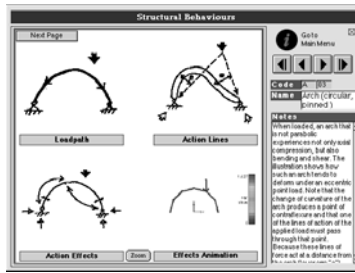 Structural Behaviours
Next Page
Go to
Main Menu
Loadpath
Action Lines
Action Effects
Zoom
Effects Animation
Code
Name
Arch (circular,
pinned)
Notes
When loaded, an arch that
is not parabolic
experiences not only axial
compression, but also
bending and shear. The
illustration shows how
such an arch tends to
deform under an eccentric
point load. Note that the
change of curvature of the
arch produces a point of
contraflexure and that one
of the lines of action of the
applied load must pass
through that point.
Because these lines of
force act at a distance from